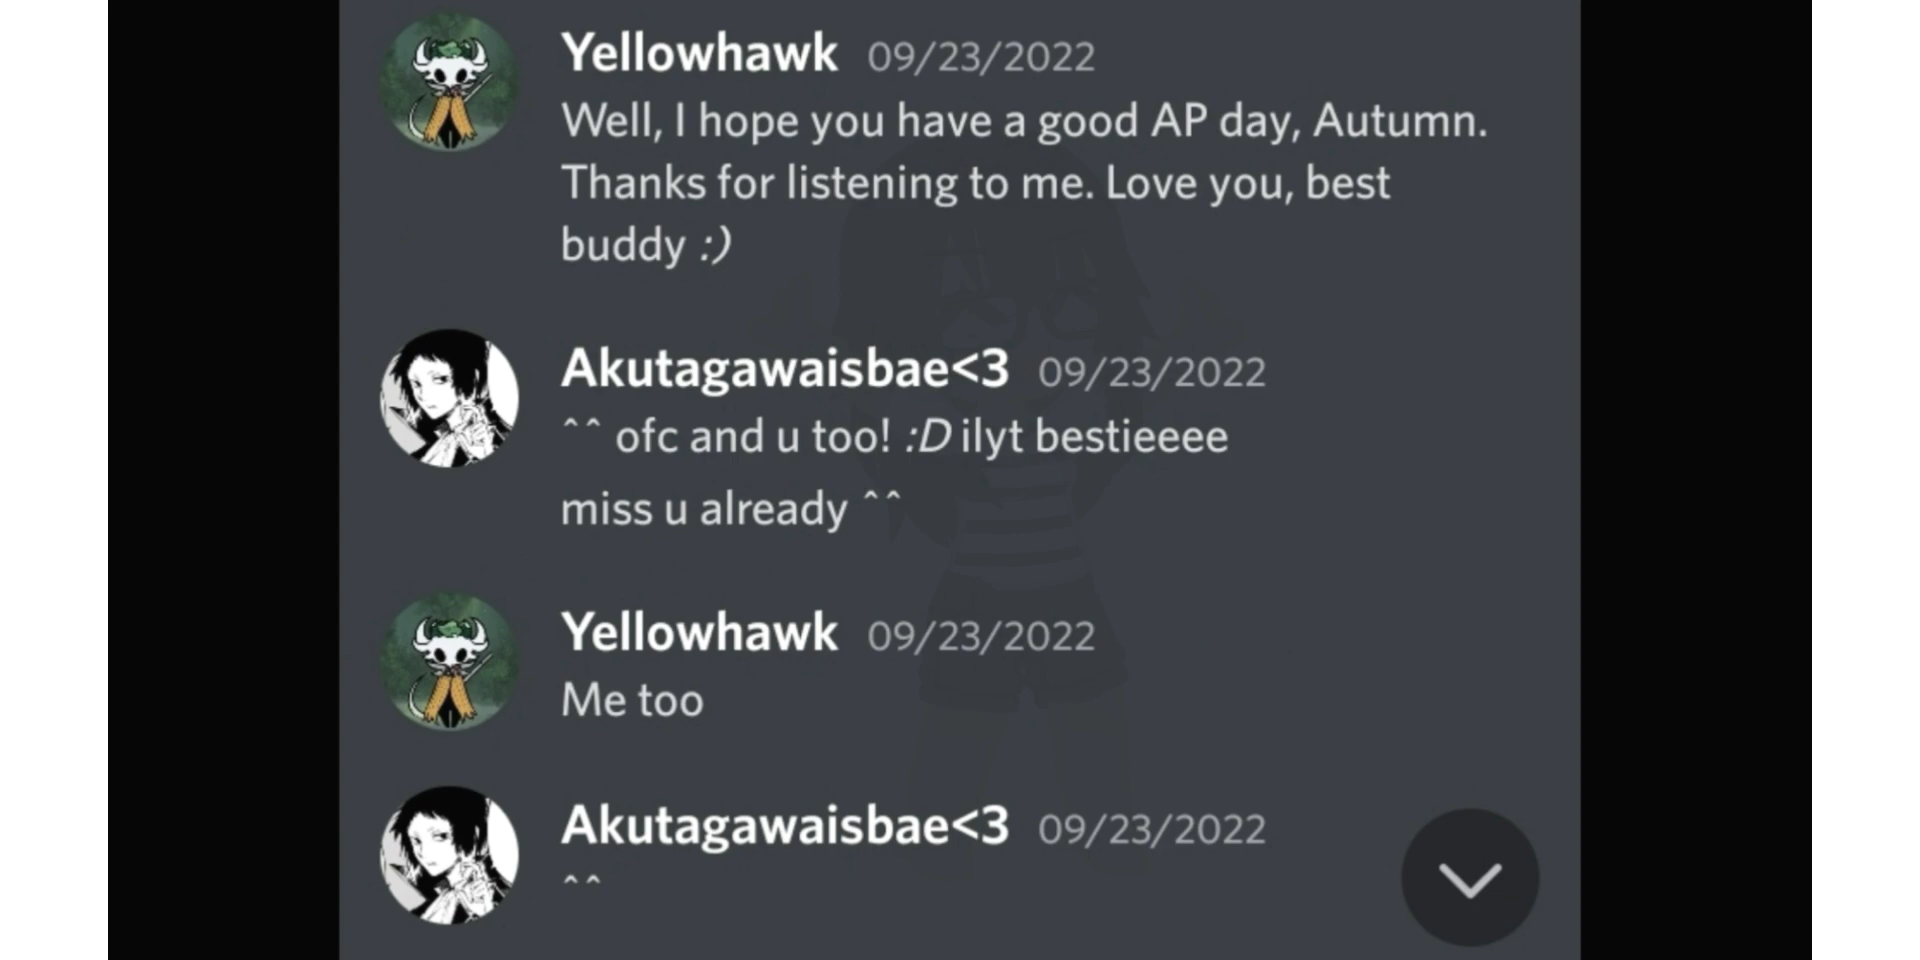 Yellowhawk 09/23/2022
Well, I hope you have a good AP day, Autumn.
Thanks for listening to me. Love you, best
buddy :)
Akutagawaisbae<3 09/23/2022
^^ ofc and u too! :D ilyt bestieeee
miss u already ^^
Yellowhawk 09/23/2022
Me too
Akutagawaisbae<3 09/23/2022
^^